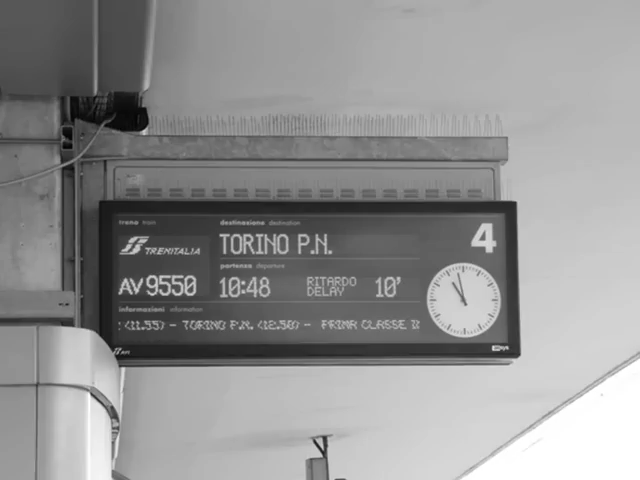 treno train
destinazione destination
4
TRENITALIA
TORINO P.N.
partenza departure
AV 9550
10:48
RITARDO
DELAY
10'
informazioni information
(11.55) - TORINO P.N. (12.50) - PRIMA CLASSE